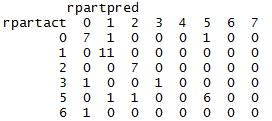 rpartpred
rpartact 0 1 2 3 4 5 6 7
0 7 1 0 0 0 1 0 0
1 0 11 0 0 0 0 0 0
2 0 0 7 0 0 0 0 0
3 1 0 0 1 0 0 0 0
5 0 1 1 0 0 6 0 0
6 1 0 0 0 0 0 0 0